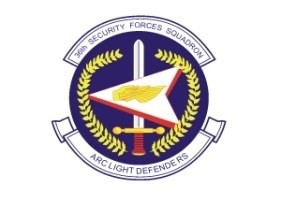 36th SECURITY FORCES SQUADRON
ARC LIGHT DEFENDERS